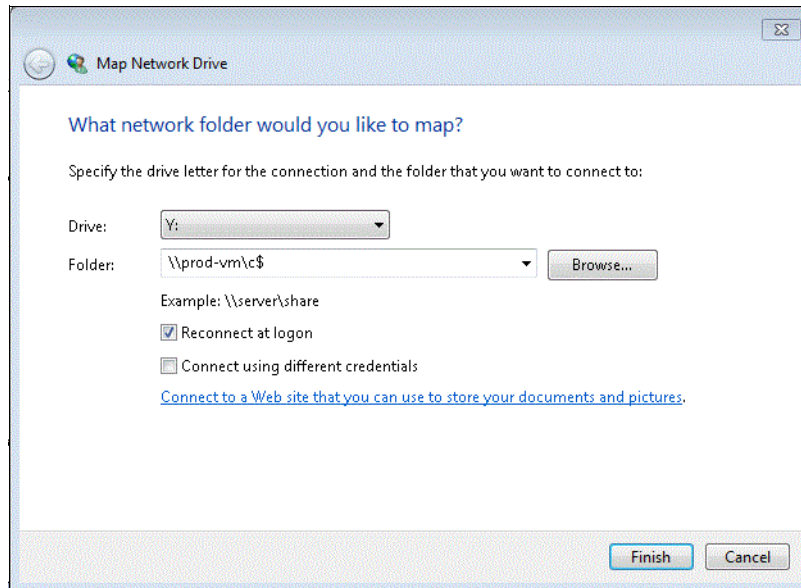 Map Network Drive
What network folder would you like to map?
Specify the drive letter for the connection and the folder that you want to connect to:
Drive: Y:
Folder: \\prod-vm\c$ Browse...
Example: \\server\share
Reconnect at logon
Connect using different credentials
Connect to a Web site that you can use to store your documents and pictures.
Finish Cancel